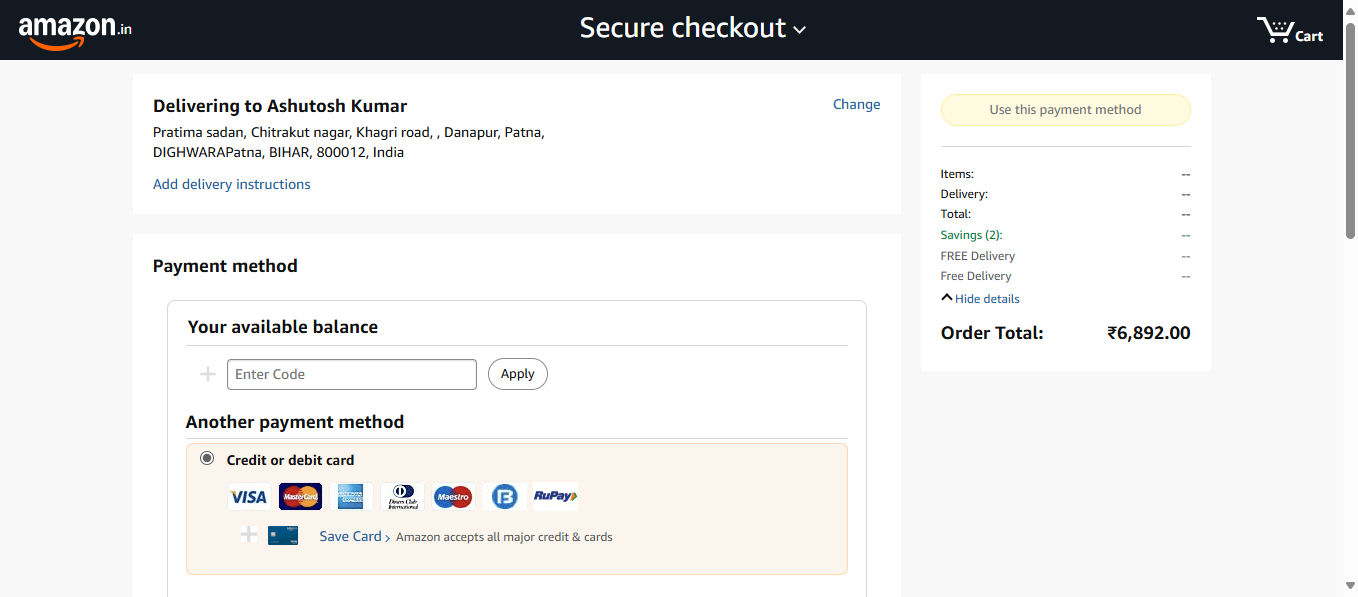 amazon.in
Secure checkout
Cart
Delivering to Ashutosh Kumar
Change
Pratima sadan, Chitrakut nagar, Khagri road, , Danapur, Patna,
DIGHWARAPatna, BIHAR, 800012, India
Add delivery instructions
Payment method
Your available balance
Enter Code
Apply
Another payment method
Credit or debit card
VISA
MasterCard
AMERICAN EXPRESS
Diners Club International
Maestro
RuPay
Save Card
Amazon accepts all major credit & cards
Use this payment method
Items: --
Delivery: --
Total: --
Savings (2): --
FREE Delivery --
Free Delivery --
Hide details
Order Total: ₹6,892.00